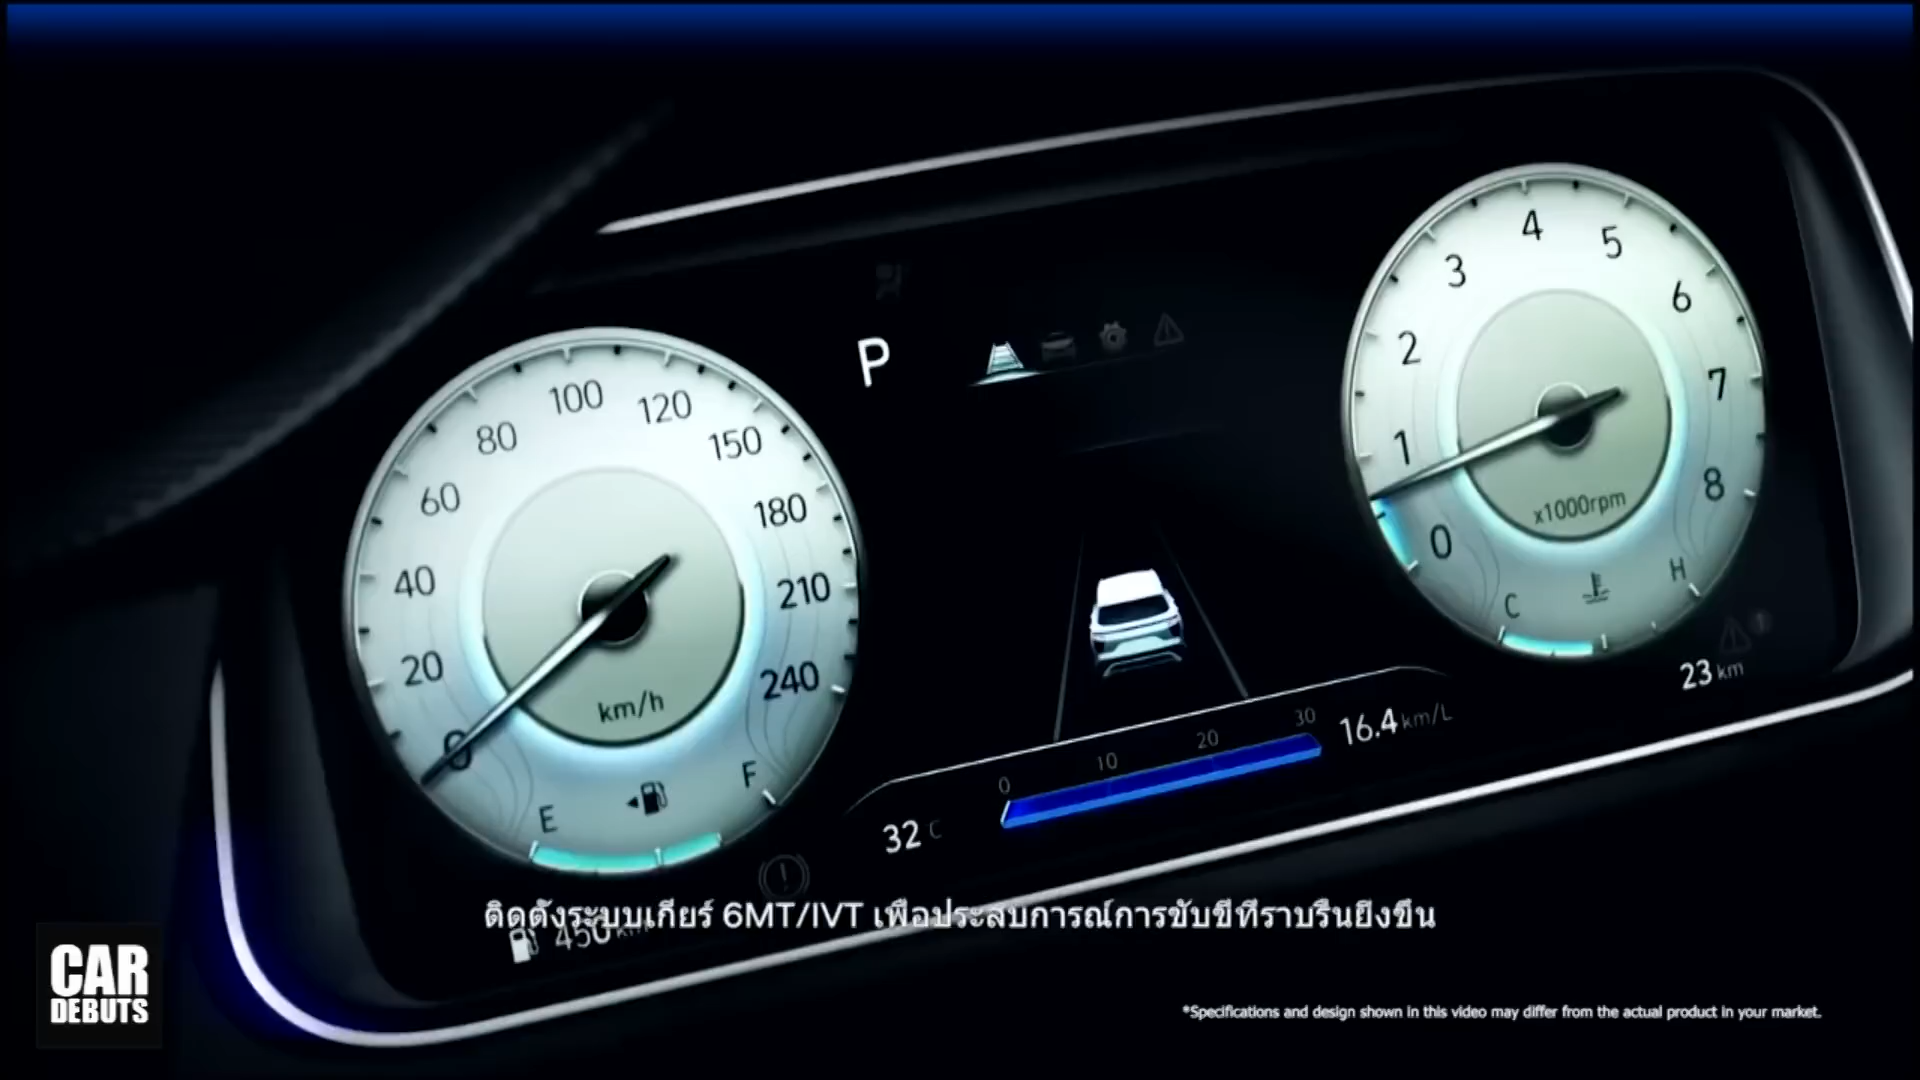 P
100
120
80
150
60
180
40
210
20
240
0
km/h
E
F
4
5
3
6
2
7
1
8
0
x1000rpm
C
H
23 km
0
10
20
30
16.4 km/L
32 C
ติดตั้งระบบเกียร์ 6MT/IVT เพื่อประสบการณ์การขับขี่ที่ราบรื่นยิ่งขึ้น
450 km
CAR
DEBUTS
*Specifications and design shown in this video may differ from the actual product in your market.